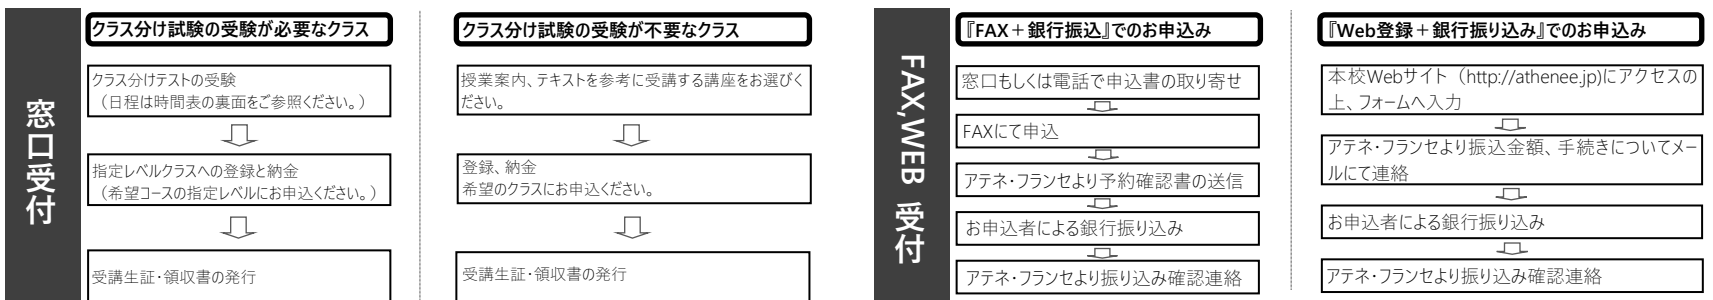 窓口受付
クラス分け試験の受験が必要なクラス
クラス分けテストの受験
（日程は時間表の裏面をご参照ください。）
指定レベルクラスへの登録と納金
（希望コースの指定レベルにお申込ください。）
受講生証・領収書の発行
クラス分け試験の受験が不要なクラス
授業案内、テキストを参考に受講する講座をお選びく
ださい。
登録、納金
希望のクラスにお申込ください。
受講生証・領収書の発行
FAX,WEB 受付
『FAX＋銀行振込』でのお申込み
窓口もしくは電話で申込書の取り寄せ
FAXにて申込
アテネ・フランセより予約確認書の送信
お申込者による銀行振り込み
アテネ・フランセより振り込み確認連絡
『Web登録＋銀行振り込み』でのお申込み
本校Webサイト（http://athenee.jp)にアクセスの
上、フォームへ入力
アテネ・フランセより振込金額、手続きについてメー
ルにて連絡
お申込者による銀行振り込み
アテネ・フランセより振り込み確認連絡